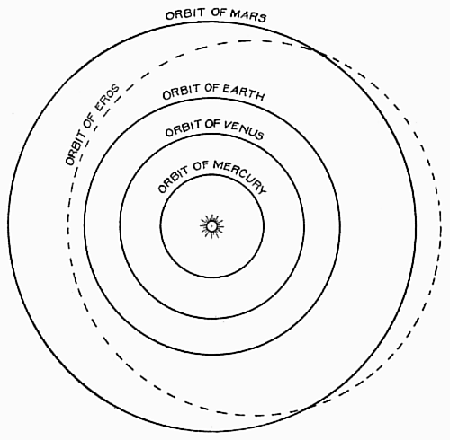 ORBIT OF MARS
ORBIT OF EROS
ORBIT OF EARTH
ORBIT OF VENUS
ORBIT OF MERCURY